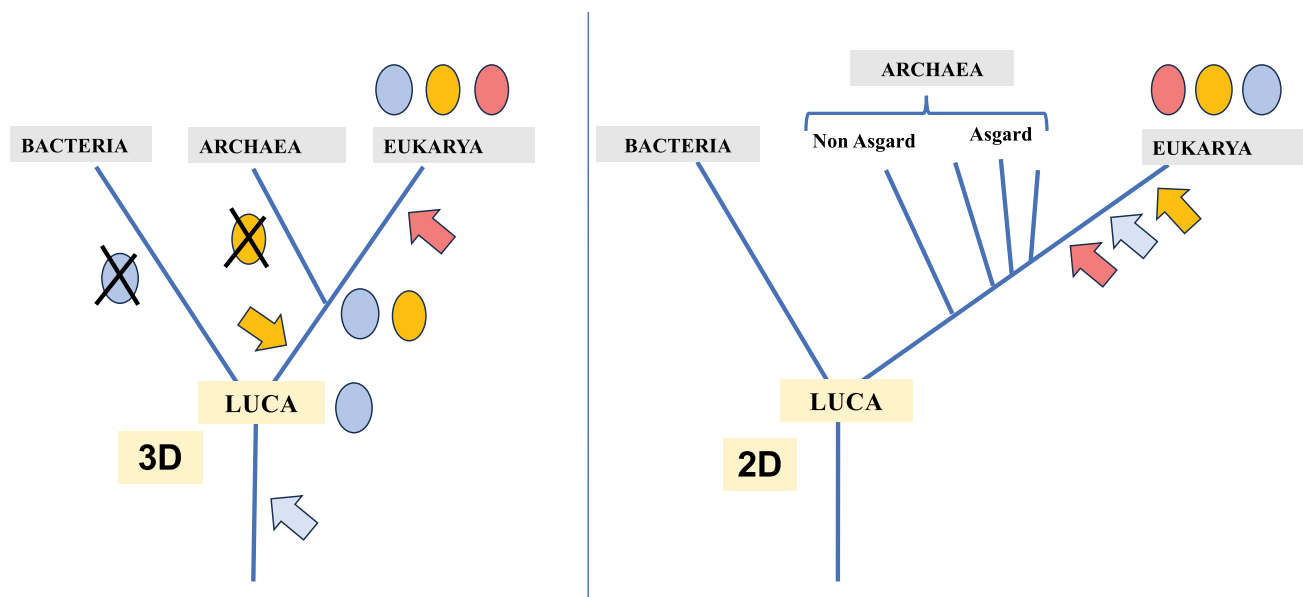 BACTERIA
ARCHAEA
EUKARYA
LUCA
3D
ARCHAEA
Non Asgard
Asgard
BACTERIA
EUKARYA
LUCA
2D